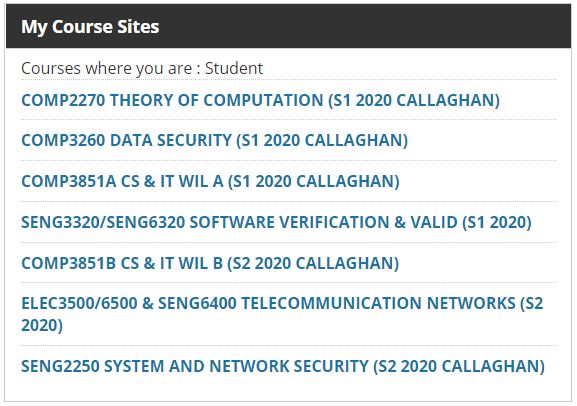 My Course Sites
Courses where you are : Student
COMP2270 THEORY OF COMPUTATION (S1 2020 CALLAGHAN)
COMP3260 DATA SECURITY (S1 2020 CALLAGHAN)
COMP3851A CS & IT WIL A (S1 2020 CALLAGHAN)
SENG3320/SENG6320 SOFTWARE VERIFICATION & VALID (S1 2020)
COMP3851B CS & IT WIL B (S2 2020 CALLAGHAN)
ELEC3500/6500 & SENG6400 TELECOMMUNICATION NETWORKS (S2
2020)
SENG2250 SYSTEM AND NETWORK SECURITY (S2 2020 CALLAGHAN)